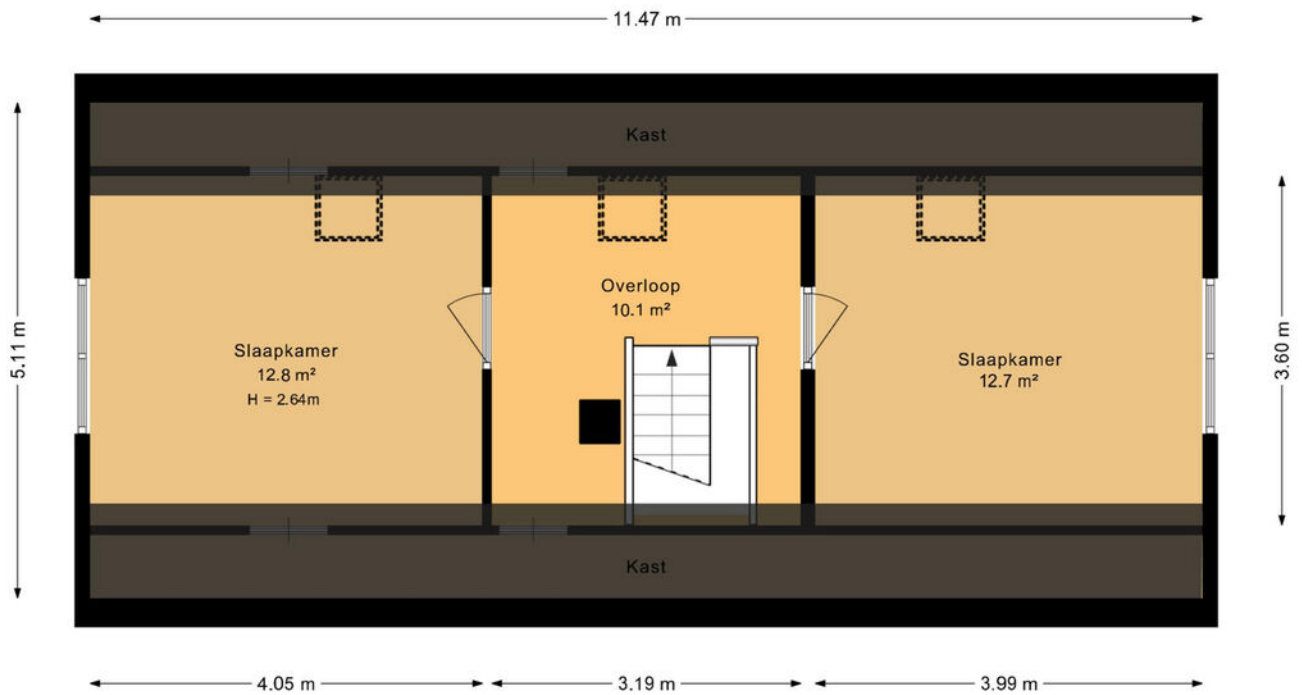 11.47 m
Kast
5.11 m
3.60 m
Overloop
10.1 m²
Slaapkamer
12.8 m²
H = 2.64m
Slaapkamer
12.7 m²
Kast
4.05 m
3.19 m
3.99 m